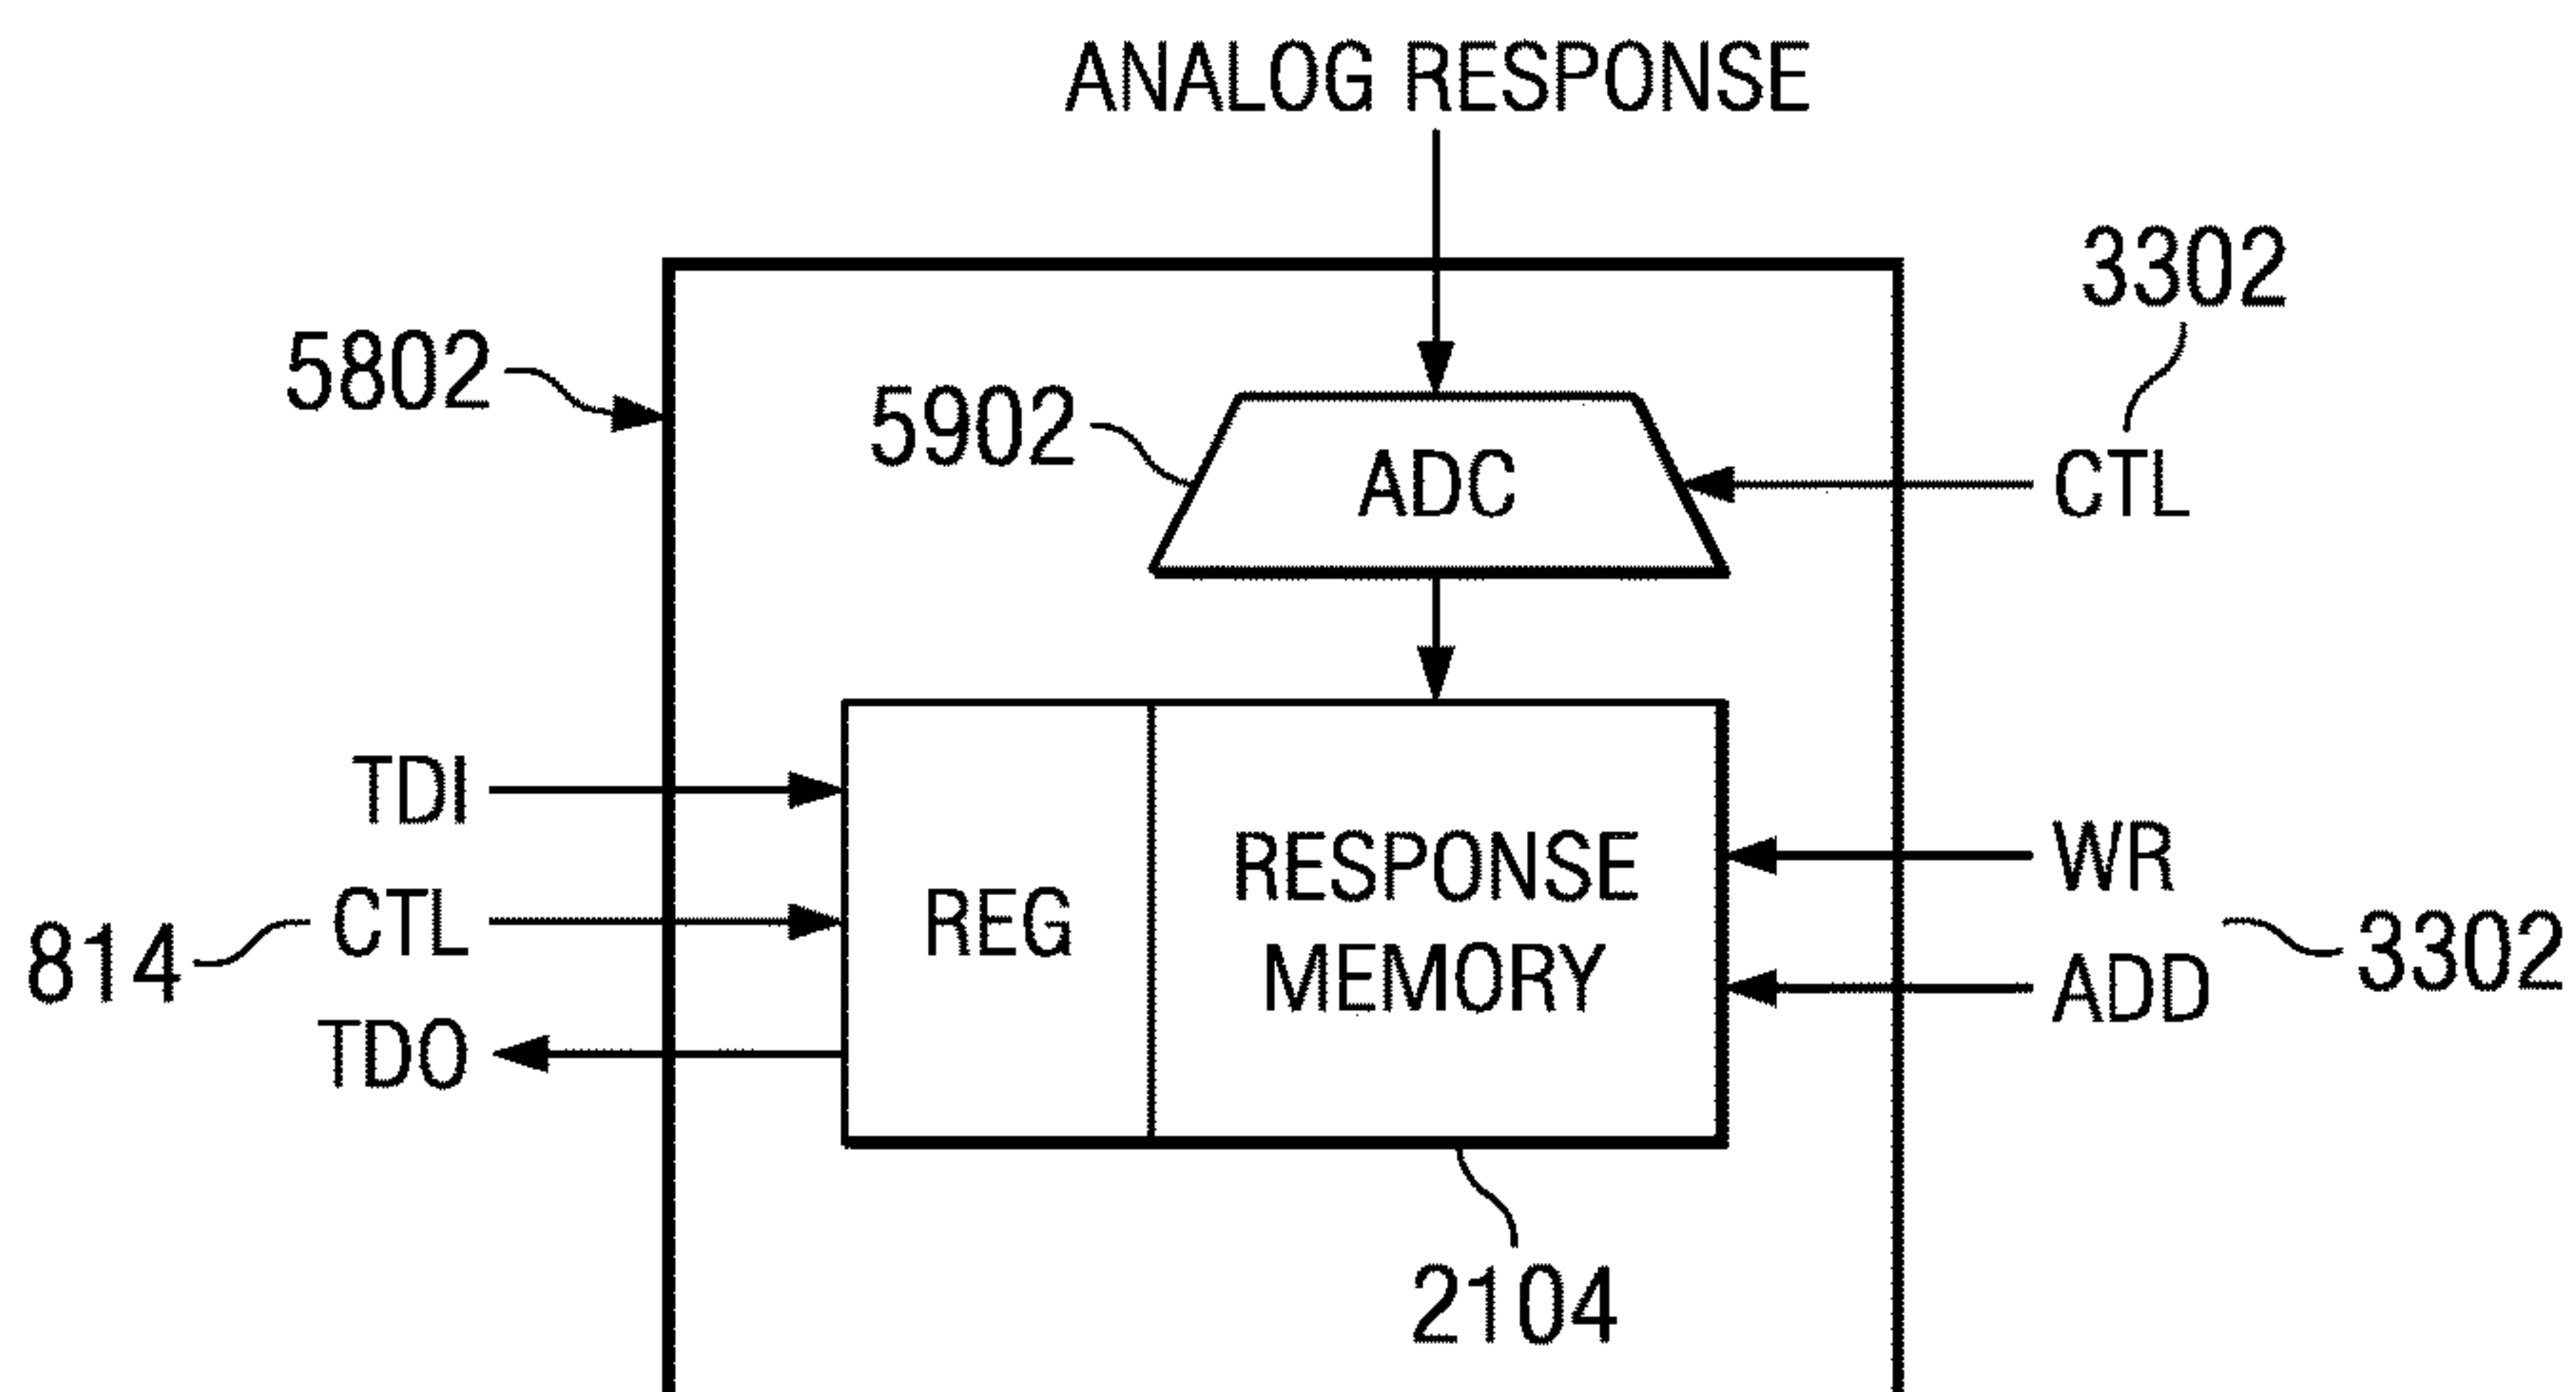 ANALOG RESPONSE
3302
5802
5902
ADC
CTL
TDI
WR
REG
RESPONSE
MEMORY
814
CTL
3302
ADD
TDO
2104